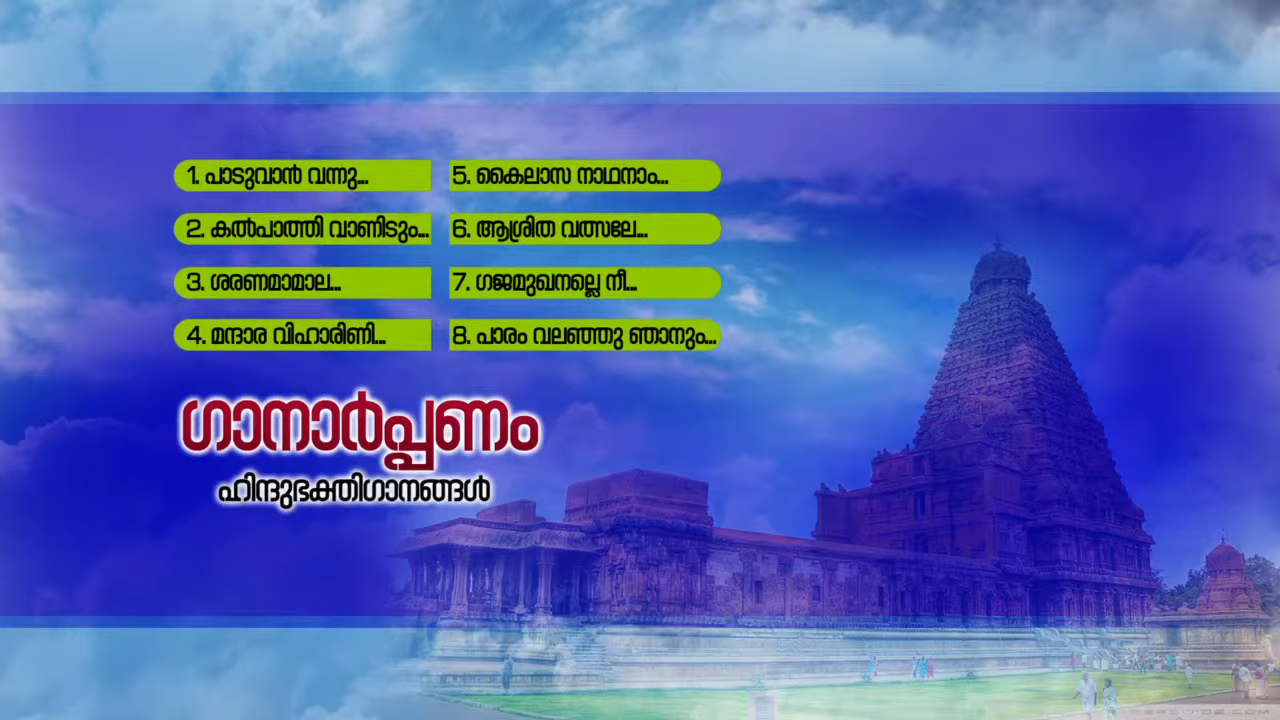 1. പാടുവാൻ വന്നു...
2. കൽപാത്തി വാണിടും...
3. ശരണമാമാല...
4. മന്ദാര വിഹാരിണി...
5. കൈലാസ നാഥനാം...
6. ആശ്രിത വത്സലേ...
7. ഗജമുഖനല്ലെ നീ...
8. പാരം വലഞ്ഞു ഞാനും...
ഗാനാർപ്പണം
ഹിന്ദുഭക്തിഗാനങ്ങൾ